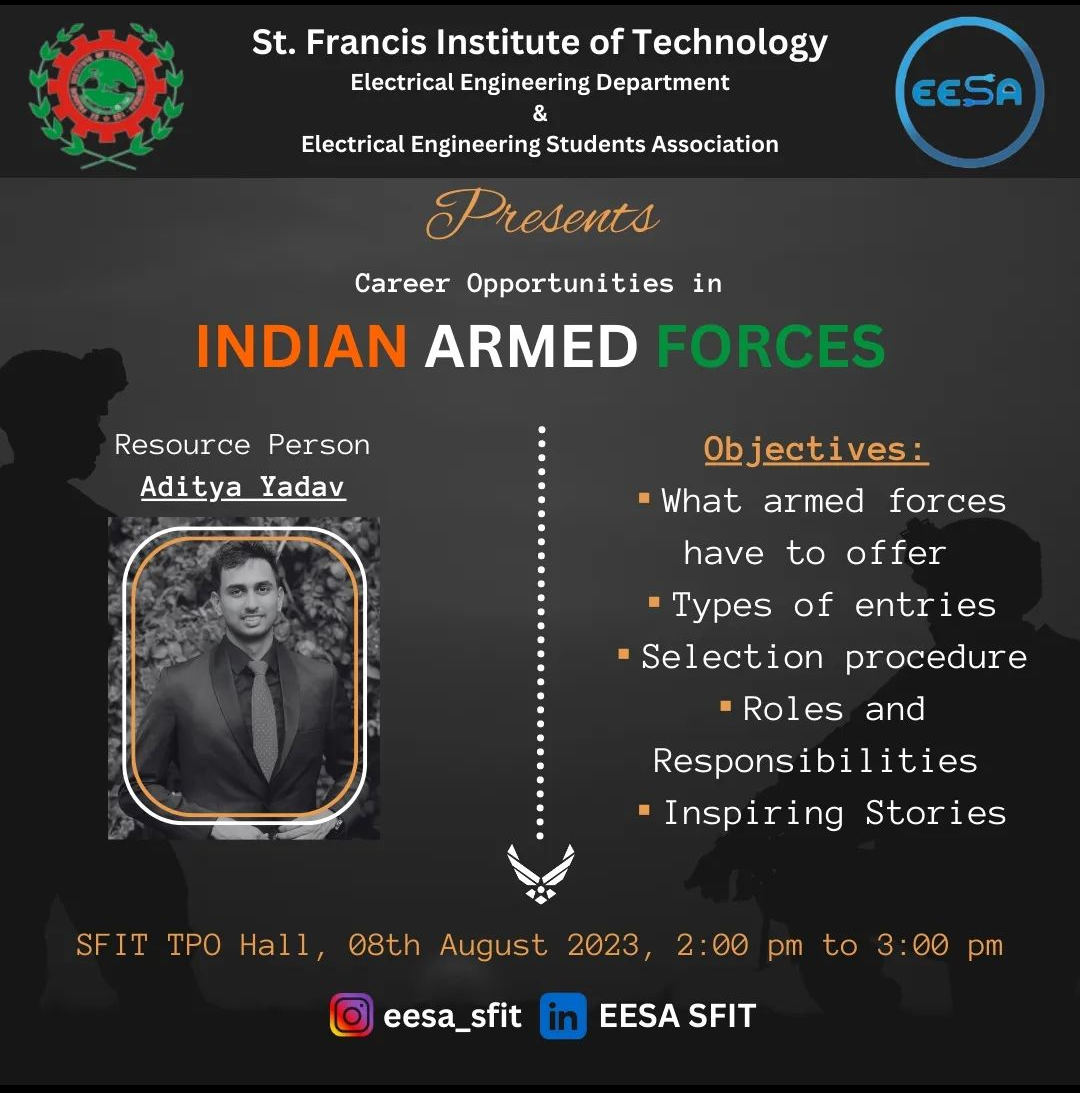 St. Francis Institute of Technology
Electrical Engineering Department
&
Electrical Engineering Students Association
EESA
Presents
Career Opportunities in
INDIAN ARMED FORCES
Resource Person
Aditya Yadav
Objectives:
▪ What armed forces
have to offer
▪ Types of entries
▪ Selection procedure
▪ Roles and
Responsibilities
▪ Inspiring Stories
SFIT TPO Hall, 08th August 2023, 2:00 pm to 3:00 pm
eesa_sfit in EESA SFIT